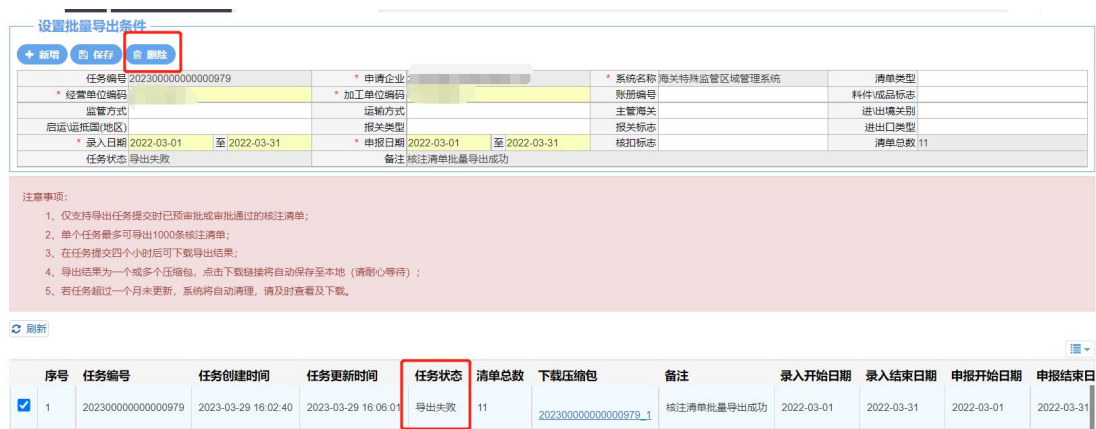 设置批量导出条件
+ 新增 保存 删除
任务编号 202300000000000979 * 申请企业 * 系统名称 海关特殊监管区域管理系统 清单类型
* 经营单位编码 * 加工单位编码 账册编号 料件\成品标志
监管方式 运输方式 主管海关 进\出境关别
启运\运抵国(地区) 报关类型 报关标志 进出口类型
* 录入日期 2022-03-01 至 2022-03-31 * 申报日期 2022-03-01 至 2022-03-31 核扣标志 清单总数 11
任务状态 导出失败 备注 核注清单批量导出成功
注意事项:
1、仅支持导出任务提交时已预审批或审批通过的核注清单;
2、单个任务最多可导出1000条核注清单;
3、在任务提交四个小时后可下载导出结果;
4、导出结果为一个或多个压缩包, 点击下载链接将自动保存至本地 (请耐心等待) ;
5、若任务超过一个月未更新, 系统将自动清理, 请及时查看及下载。
刷新
序号 任务编号 任务创建时间 任务更新时间 任务状态 清单总数 下载压缩包 备注 录入开始日期 录入结束日期 申报开始日期 申报结束日
1 202300000000000979 2023-03-29 16:02:40 2023-03-29 16:06:01 导出失败 11 202300000000000979_1 核注清单批量导出成功 2022-03-01 2022-03-31 2022-03-01 2022-03-31